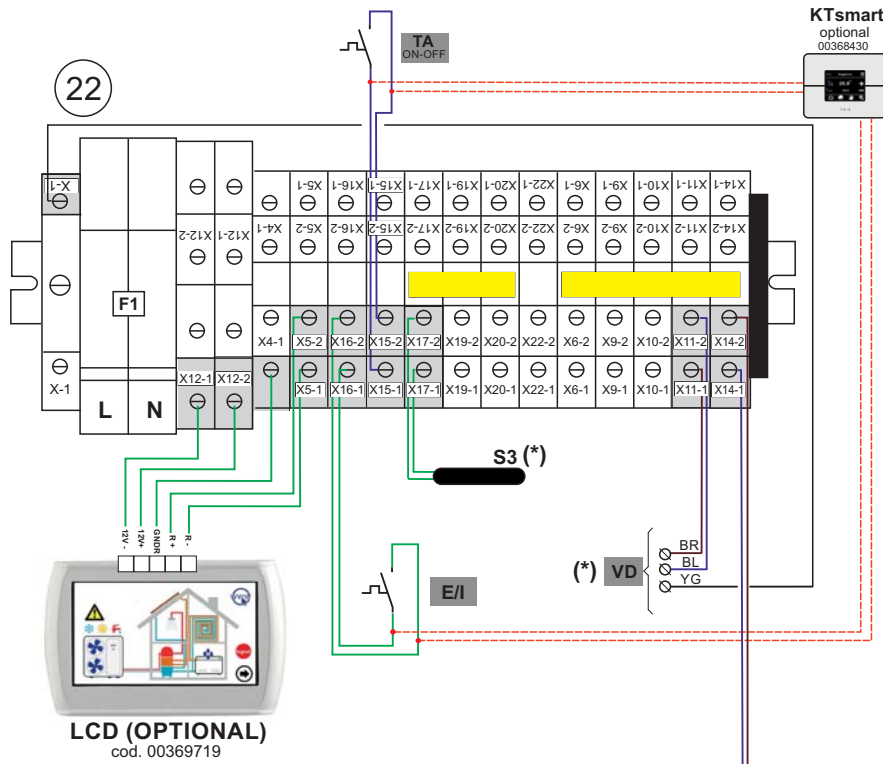 KTsmart
optional
00368430
TA
ON-OFF
22
X-1
X5-1
X16-1
X15-1
X17-1
X19-1
X20-1
X22-1
X6-1
X9-1
X10-1
X11-1
X14-1
X12-2
X12-1
X4-1
X5-2
X16-2
X15-2
X17-2
X19-2
X20-2
X22-2
X6-2
X9-2
X10-2
X11-2
X14-2
F1
X4-1
X5-2
X16-2
X15-2
X17-2
X19-2
X20-2
X22-2
X6-2
X9-2
X10-2
X11-2
X14-2
X-1
X12-1
X12-2
X5-1
X16-1
X15-1
X17-1
X19-1
X20-1
X22-1
X6-1
X9-1
X10-1
X11-1
X14-1
L N
S3 (*)
12V -
12V+
GNDR
R +
R -
BR
(*) VD
BL
YG
E/I
LCD (OPTIONAL)
cod. 00369719